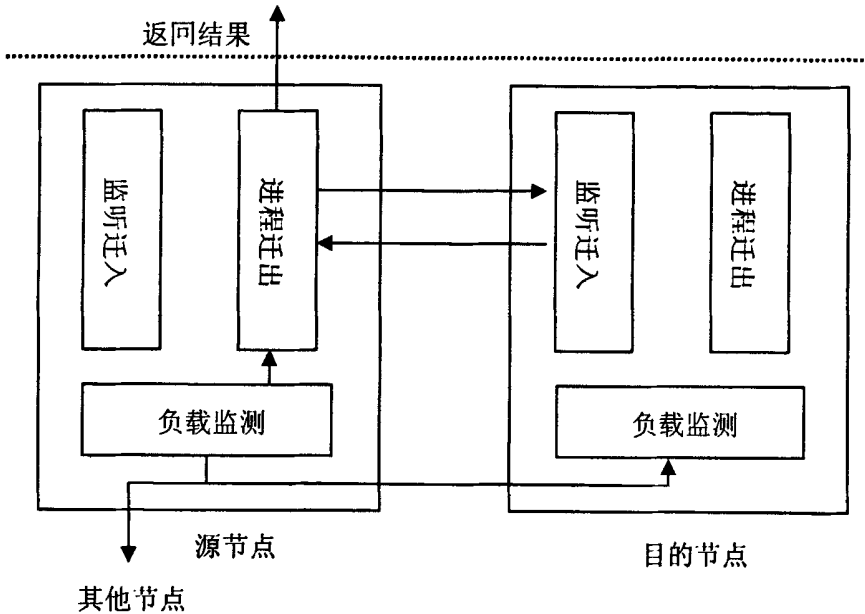 返回结果
监听迁入
进程迁出
监听迁入
进程迁出
负载监测
负载监测
源节点
目的节点
其他节点